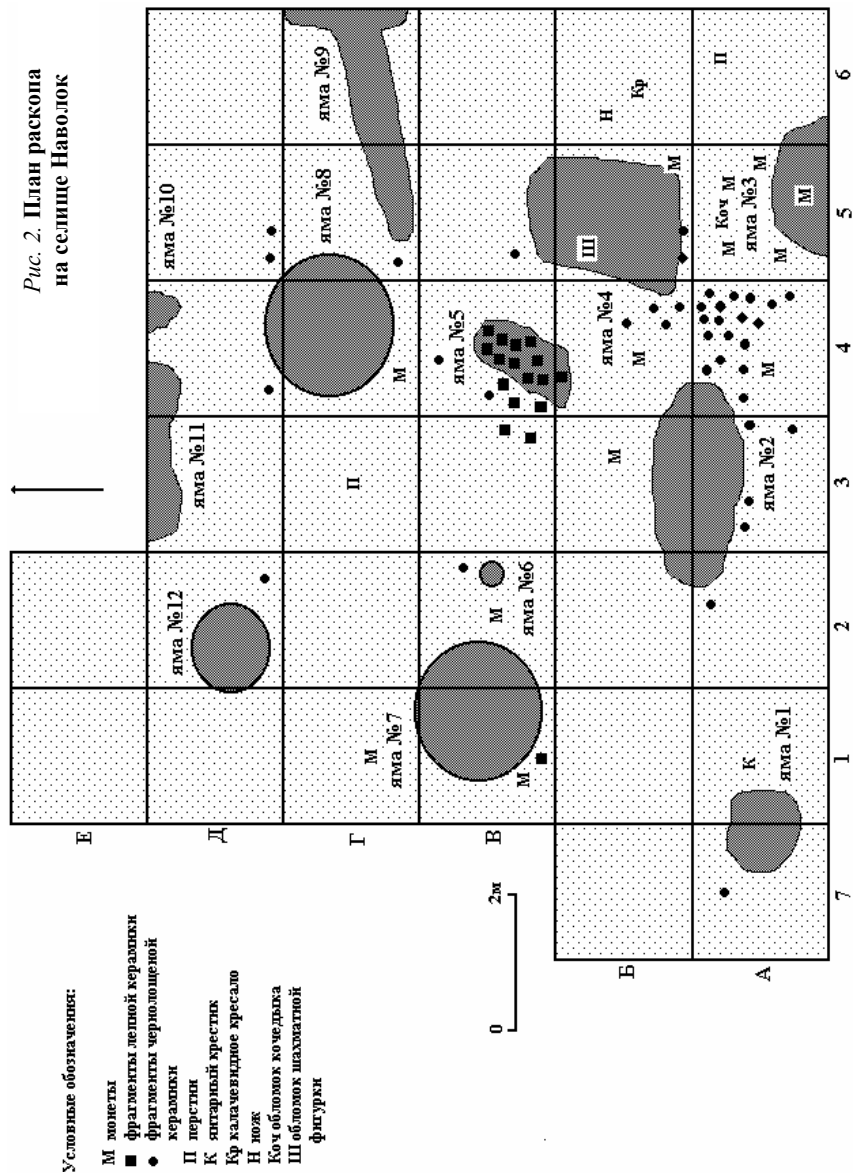 Рис. 2. План раскопа
на селище Наволок
Е
Д
Г
В
Б
А
7
1
2
3
4
5
6
яма №12
яма №11
яма №10
яма №9
яма №8
яма №7
яма №6
яма №5
яма №4
яма №3
яма №2
яма №1
П
М
М
М
М
М
М
М
Ш
М
Н
Кр
П
М
Коч
М
М
М
М
К
0
2м
Условные обозначения:
М монеты
фрагменты лепной керамики
фрагменты чернолощеной
керамики
П перстни
К янтарный крестик
Кр калачевидное кресало
Н нож
Коч обломок кочедыка
Ш обломок шахматной
фигурки